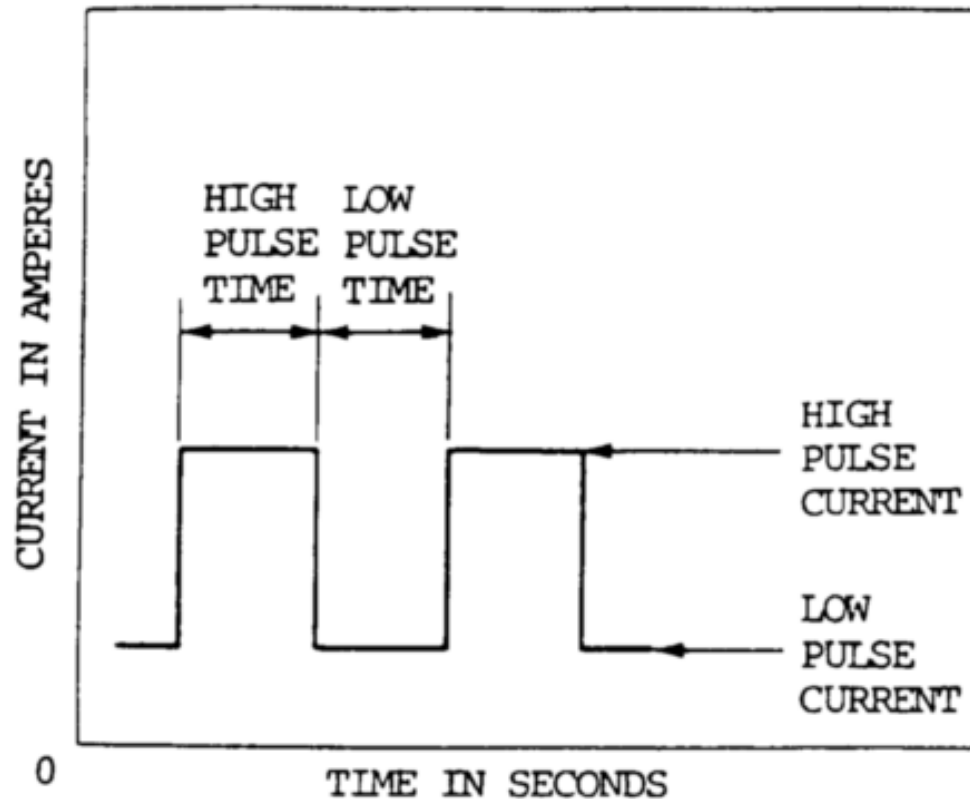 CURRENT IN AMPERES
HIGH
PULSE
TIME
LOW
PULSE
TIME
HIGH
PULSE
CURRENT
LOW
PULSE
CURRENT
0
TIME IN SECONDS